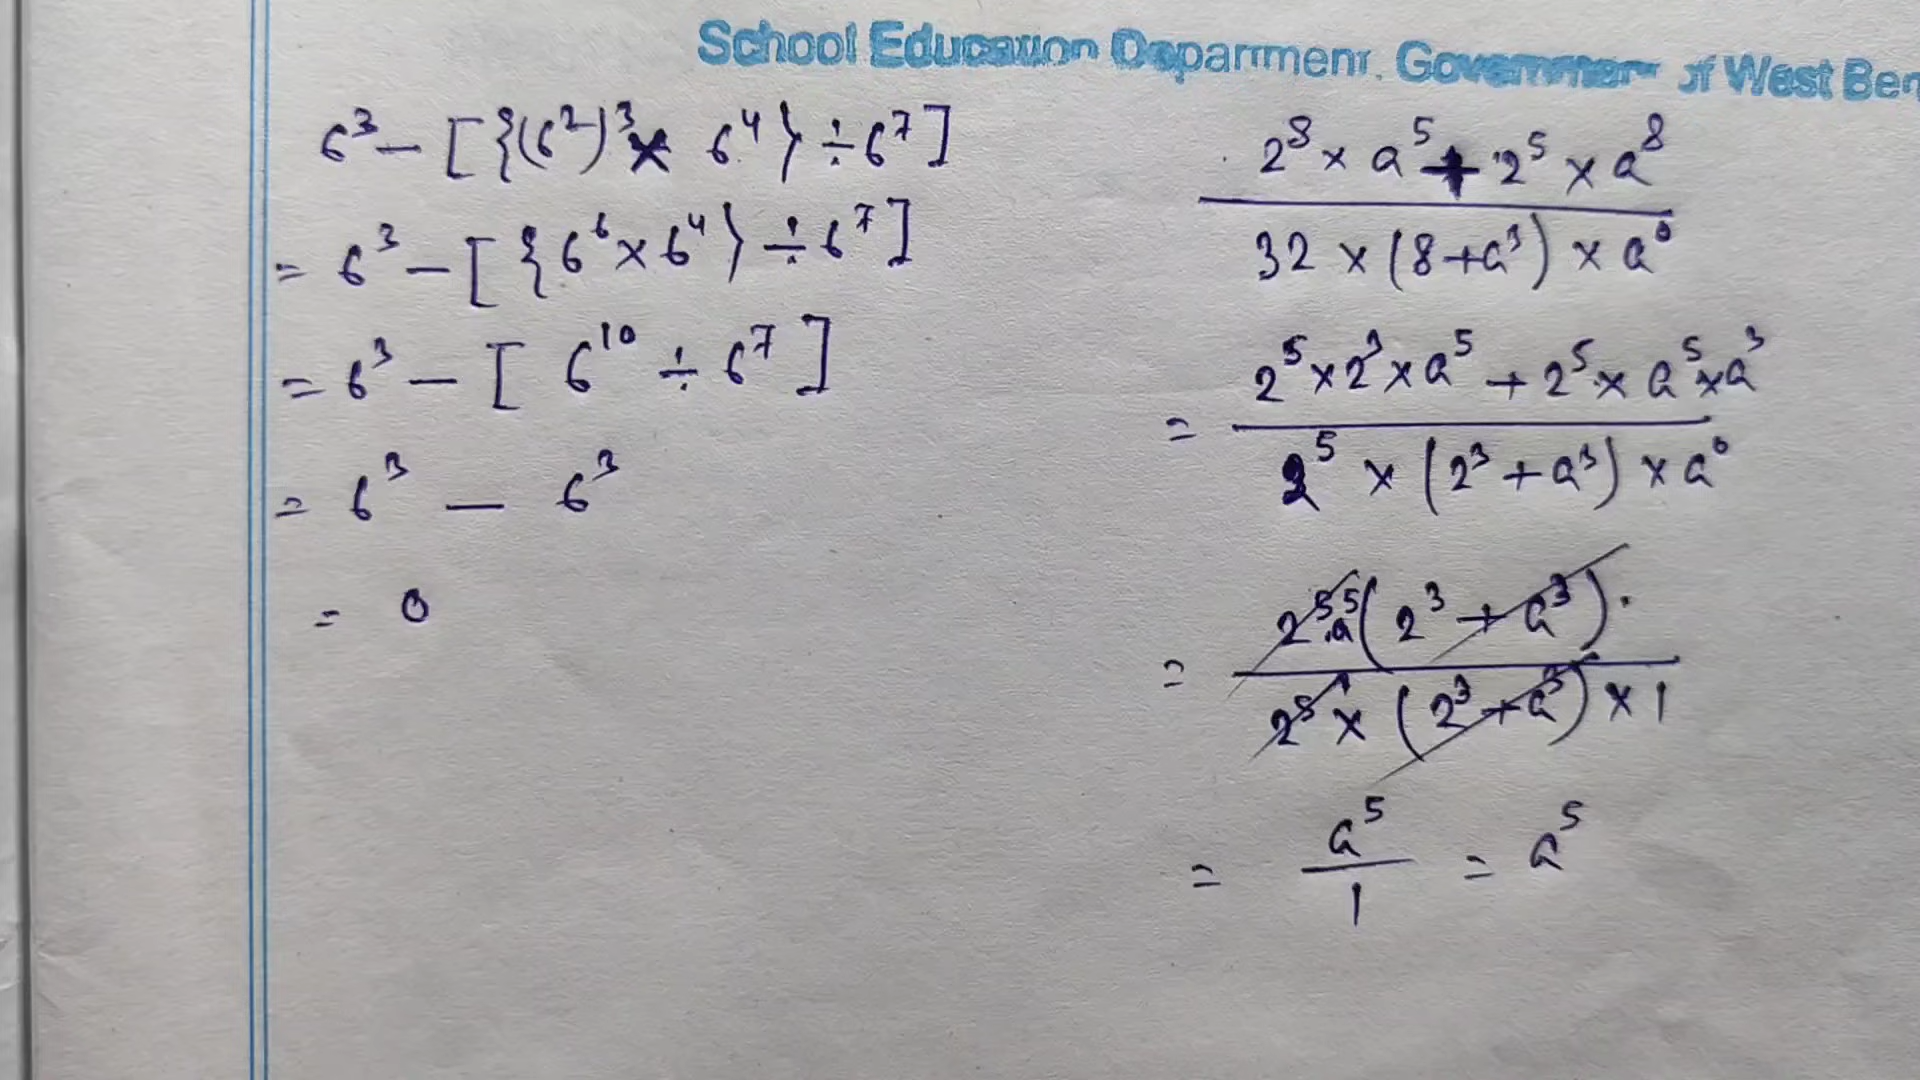 School Education Department, Government of West Ben
6³ - [{(6²)³ × 6⁴} ÷ 6⁷]
= 6³ - [{6⁶ × 6⁴} ÷ 6⁷]
= 6³ - [6¹⁰ ÷ 6⁷]
= 6³ - 6³
= 0
2⁸ × a⁵ + 2⁵ × a⁸
32 × (8 + a³) × a⁰
= 2⁵ × 2³ × a⁵ + 2⁵ × a⁵ × a³
2⁵ × (2³ + a³) × a⁰
= 2⁵.a⁵(2³ + a³).
2⁵ × (2³ + a³) × 1
= a⁵/1 = a⁵